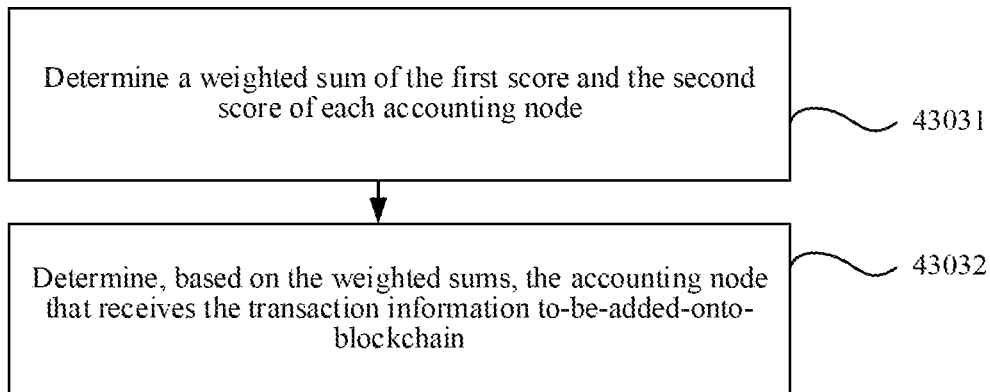 Determine a weighted sum of the first score and the second
score of each accounting node
43031
Determine, based on the weighted sums, the accounting node
that receives the transaction information to-be-added-onto-
blockchain
43032